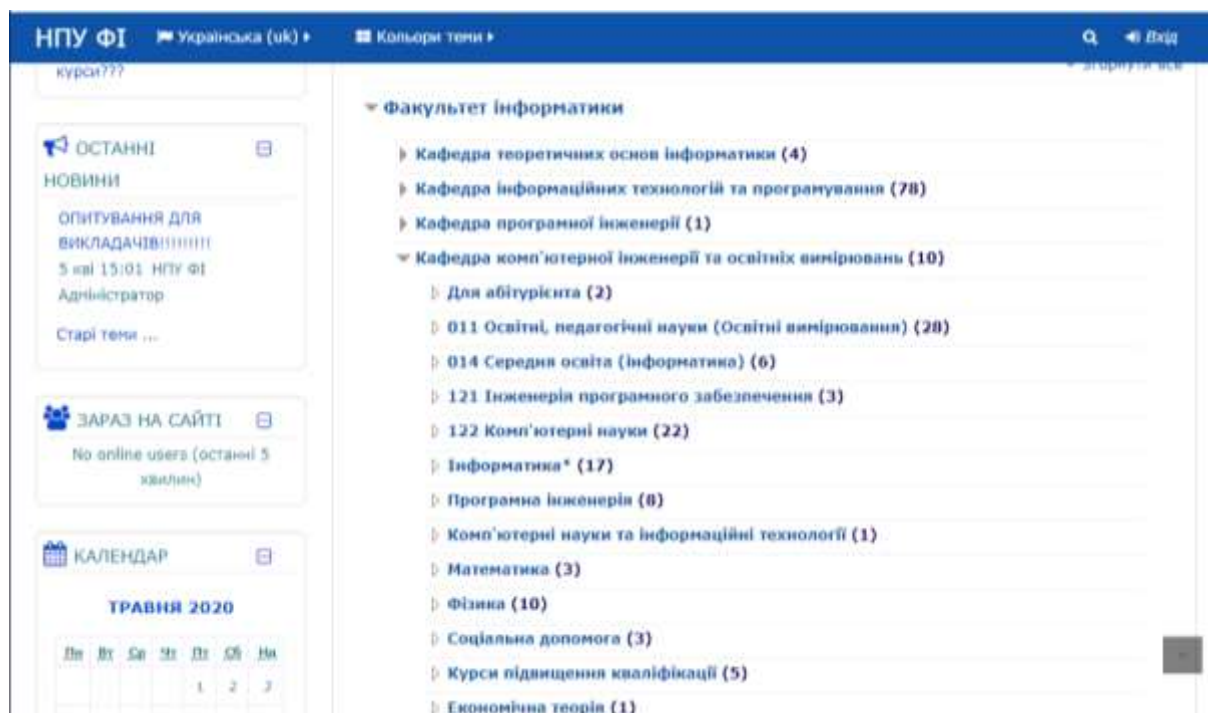 НПУ ФІ
Українська (uk)
Кольори теми
Вхід
курси???
ОСТАННІ
НОВИНИ
ОПИТУВАННЯ ДЛЯ
ВИКЛАДАЧІВ!!!!!!!!!!
5 кві 15:01 НПУ ФІ
Адміністратор
Старі теми ...
ЗАРАЗ НА САЙТІ
No online users (останні 5
хвилин)
КАЛЕНДАР
ТРАВНЯ 2020
Пн Вт Ср Чт Пт Сб Нд
1 2 3
Згорнути все
Факультет інформатики
Кафедра теоретичних основ інформатики (4)
Кафедра інформаційних технологій та програмування (78)
Кафедра програмної інженерії (1)
Кафедра комп'ютерної інженерії та освітніх вимірювань (10)
Для абітурієнта (2)
011 Освітні, педагогічні науки (Освітні вимірювання) (28)
014 Середня освіта (інформатика) (6)
121 Інженерія програмного забезпечення (3)
122 Комп'ютерні науки (22)
Інформатика* (17)
Програмна інженерія (8)
Комп'ютерні науки та інформаційні технології (1)
Математика (3)
Фізика (10)
Соціальна допомога (3)
Курси підвищення кваліфікації (5)
Економічна теорія (1)